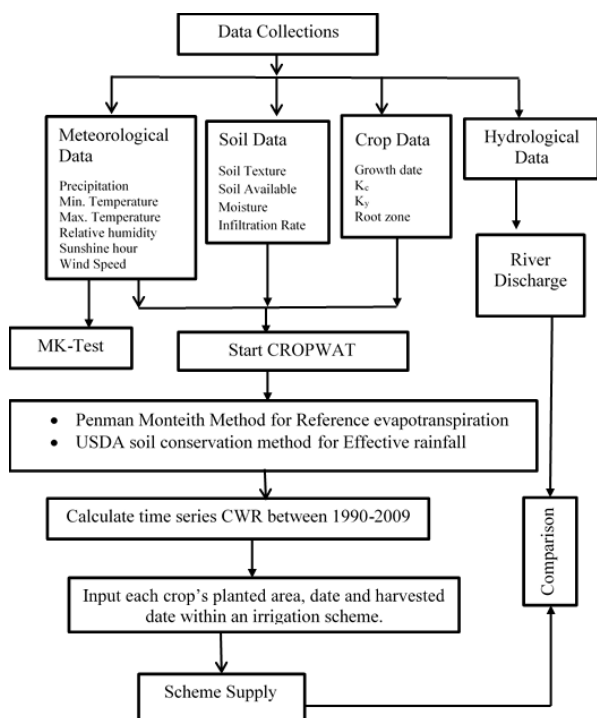 Data Collections
Meteorological
Data
Precipitation
Min. Temperature
Max. Temperature
Relative humidity
Sunshine hour
Wind Speed
Soil Data
Soil Texture
Soil Available
Moisture
Infiltration Rate
Crop Data
Growth date
Kc
Ky
Root zone
Hydrological
Data
River
Discharge
MK-Test
Start CROPWAT
• Penman Monteith Method for Reference evapotranspiration
• USDA soil conservation method for Effective rainfall
Calculate time series CWR between 1990-2009
Comparison
Input each crop's planted area, date and harvested
date within an irrigation scheme.
Scheme Supply